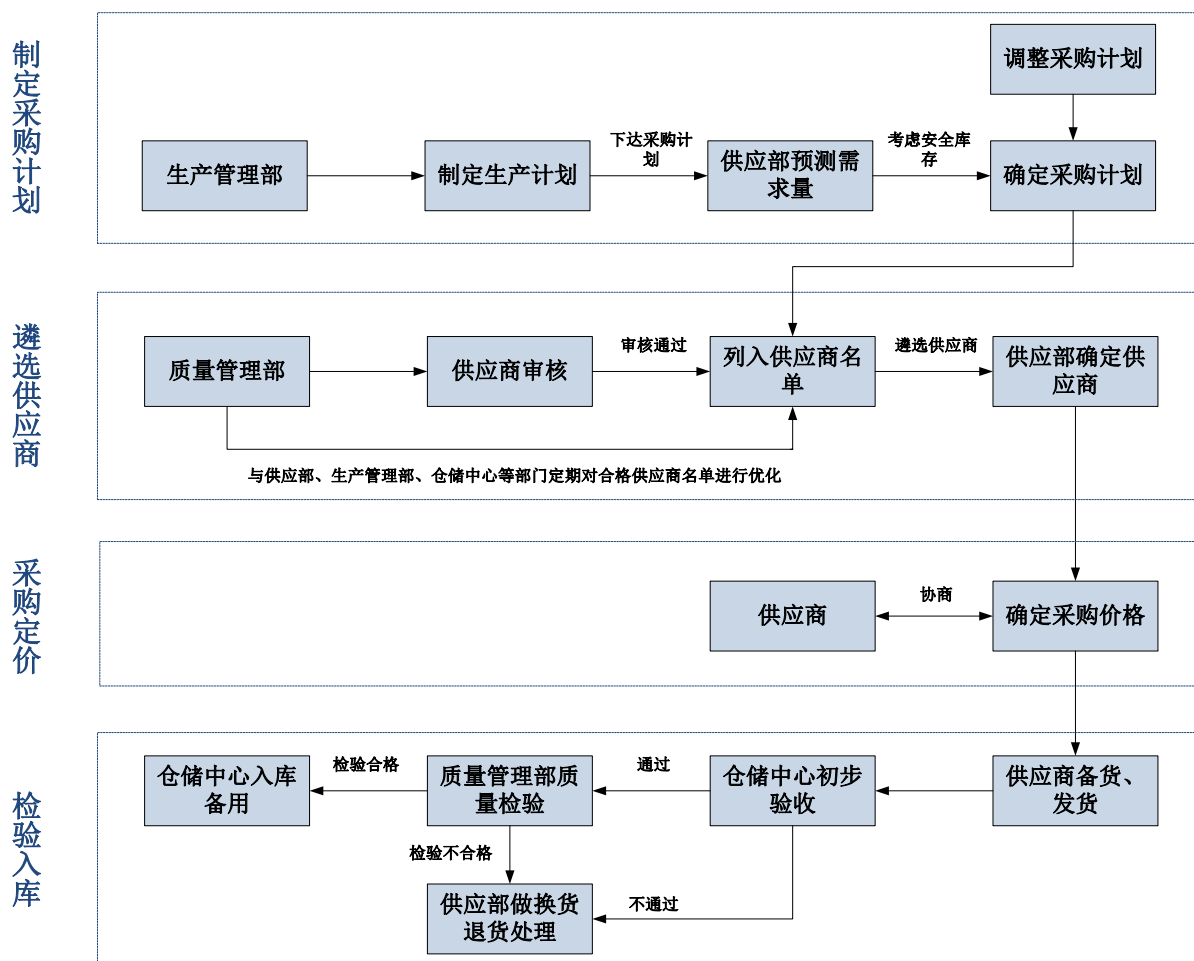 制定采购计划
调整采购计划
生产管理部
制定生产计划
下达采购计
划
供应部预测需
求量
考虑安全库
存
确定采购计划
遴选供应商
质量管理部
供应商审核
审核通过
列入供应商名
单
遴选供应商
供应部确定供
应商
与供应部、生产管理部、仓储中心等部门定期对合格供应商名单进行优化
采购定价
供应商
协商
确定采购价格
检验入库
仓储中心入库
备用
检验合格
质量管理部质
量检验
通过
仓储中心初步
验收
供应商备货、
发货
检验不合格
供应部做换货
退货处理
不通过